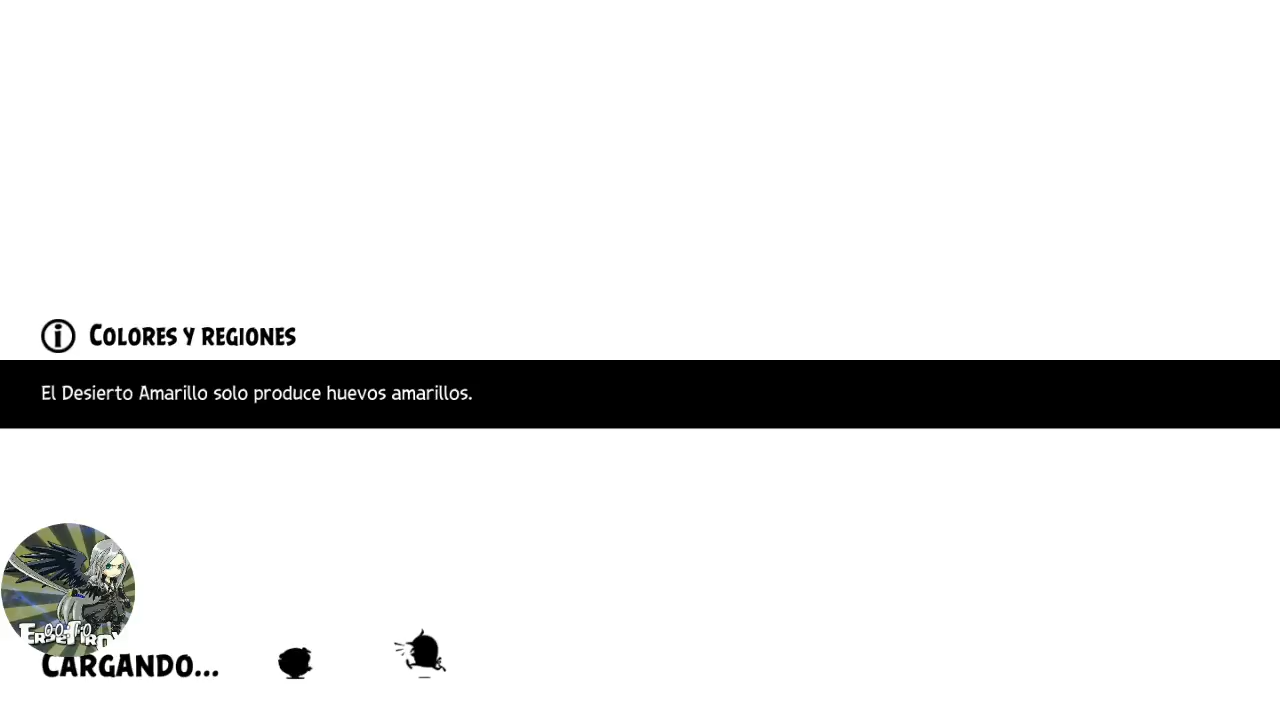 COLORES Y REGIONES
El Desierto Amarillo solo produce huevos amarillos.
CARGANDO...